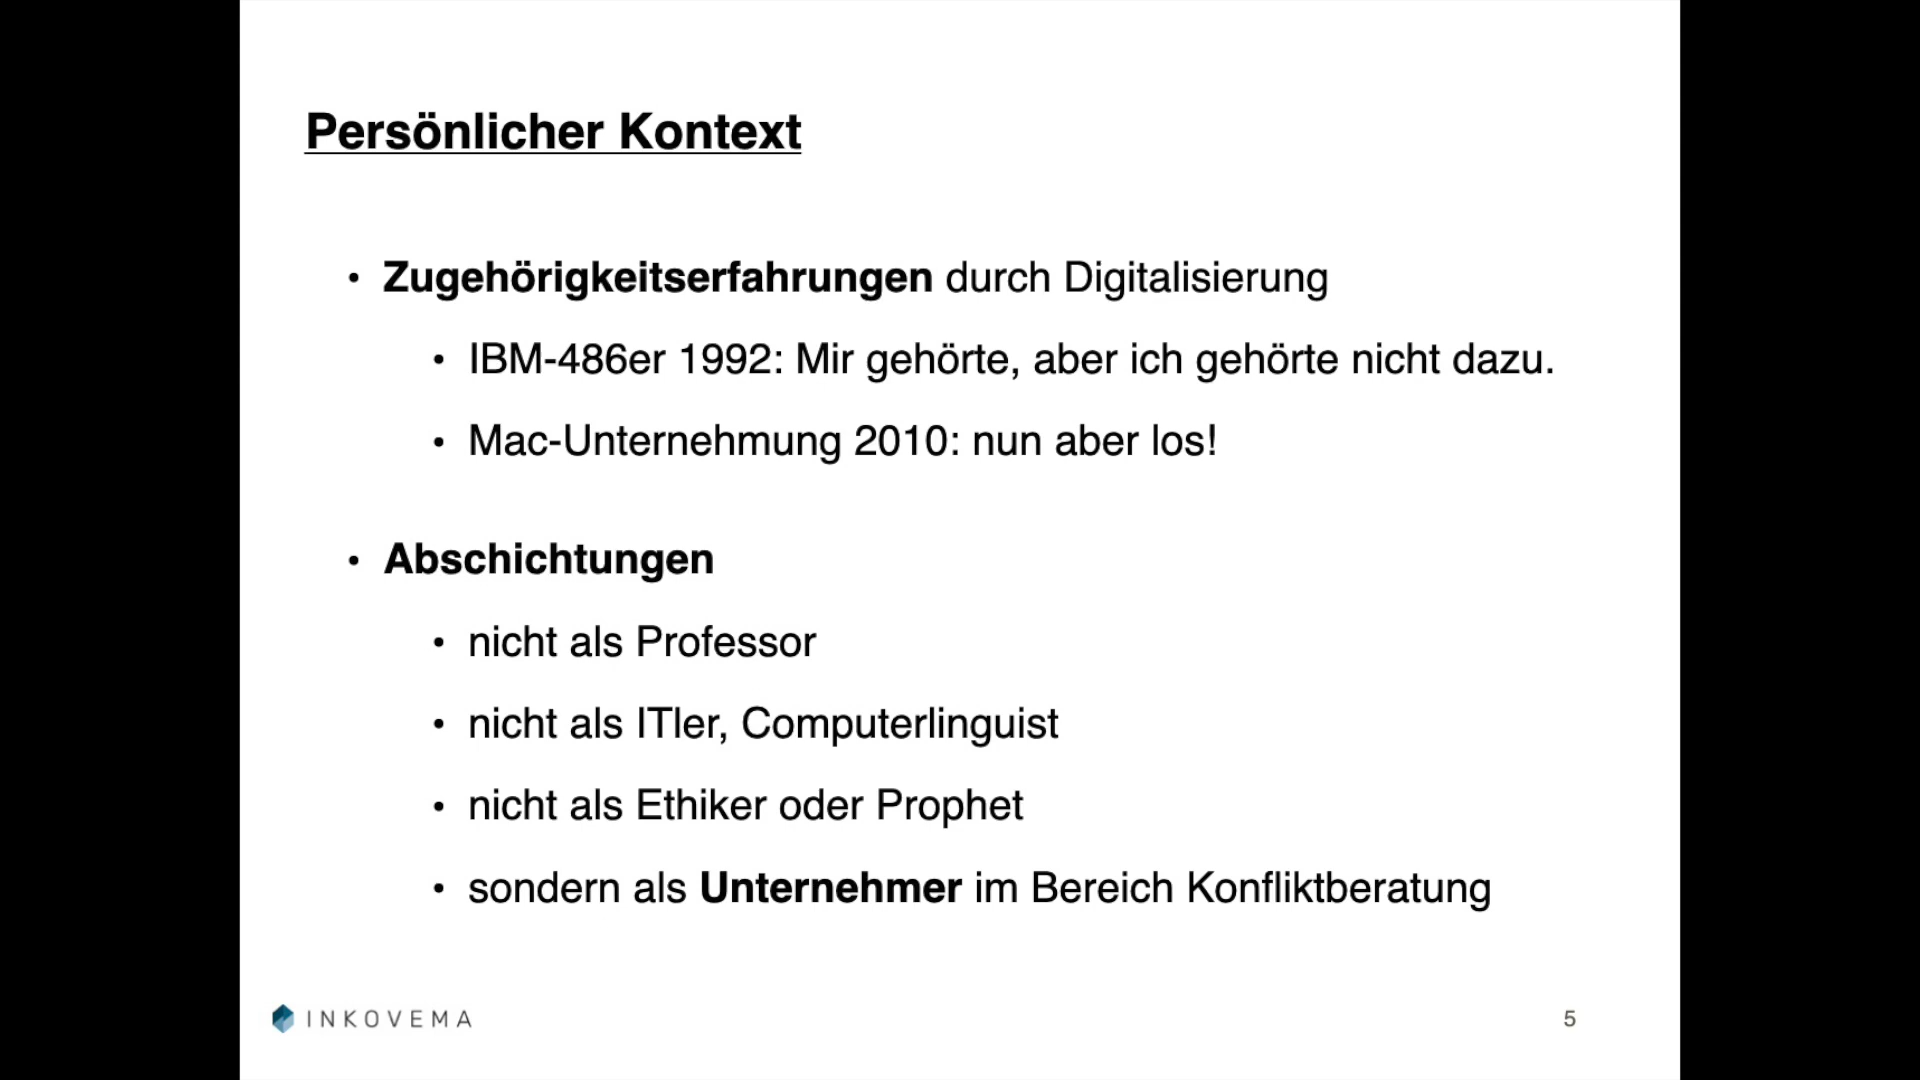 Persönlicher Kontext
• Zugehörigkeitserfahrungen durch Digitalisierung
• IBM-486er 1992: Mir gehörte, aber ich gehörte nicht dazu.
• Mac-Unternehmung 2010: nun aber los!
• Abschichtungen
• nicht als Professor
• nicht als ITler, Computerlinguist
• nicht als Ethiker oder Prophet
• sondern als Unternehmer im Bereich Konfliktberatung
INKOVEMA
5